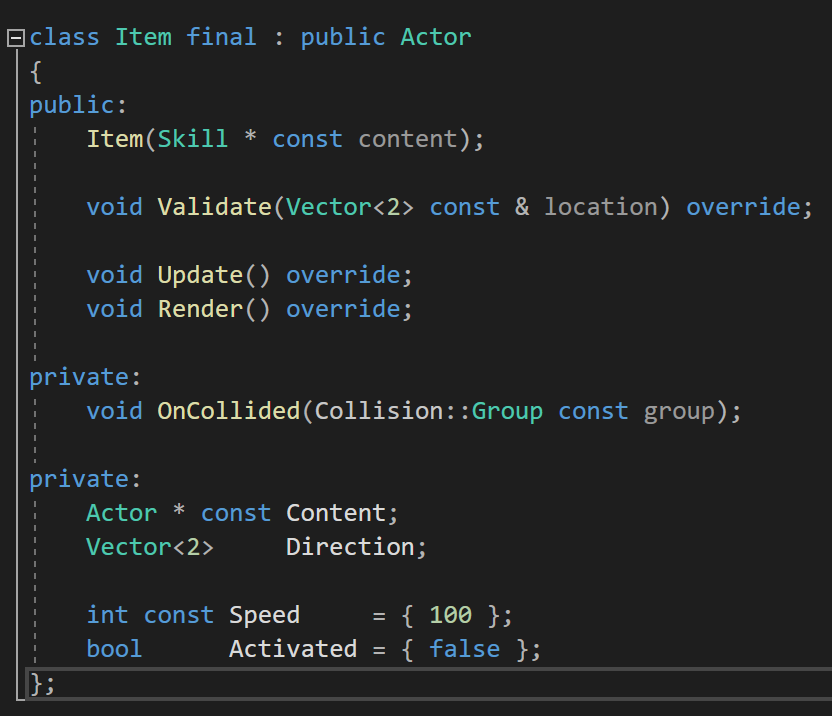 class Item final : public Actor
{
public:
    Item(Skill * const content);

    void Validate(Vector<2> const & location) override;

    void Update() override;
    void Render() override;

private:
    void OnCollided(Collision::Group const group);

private:
    Actor * const Content;
    Vector<2>     Direction;

    int const Speed     = { 100 };
    bool      Activated = { false };
};